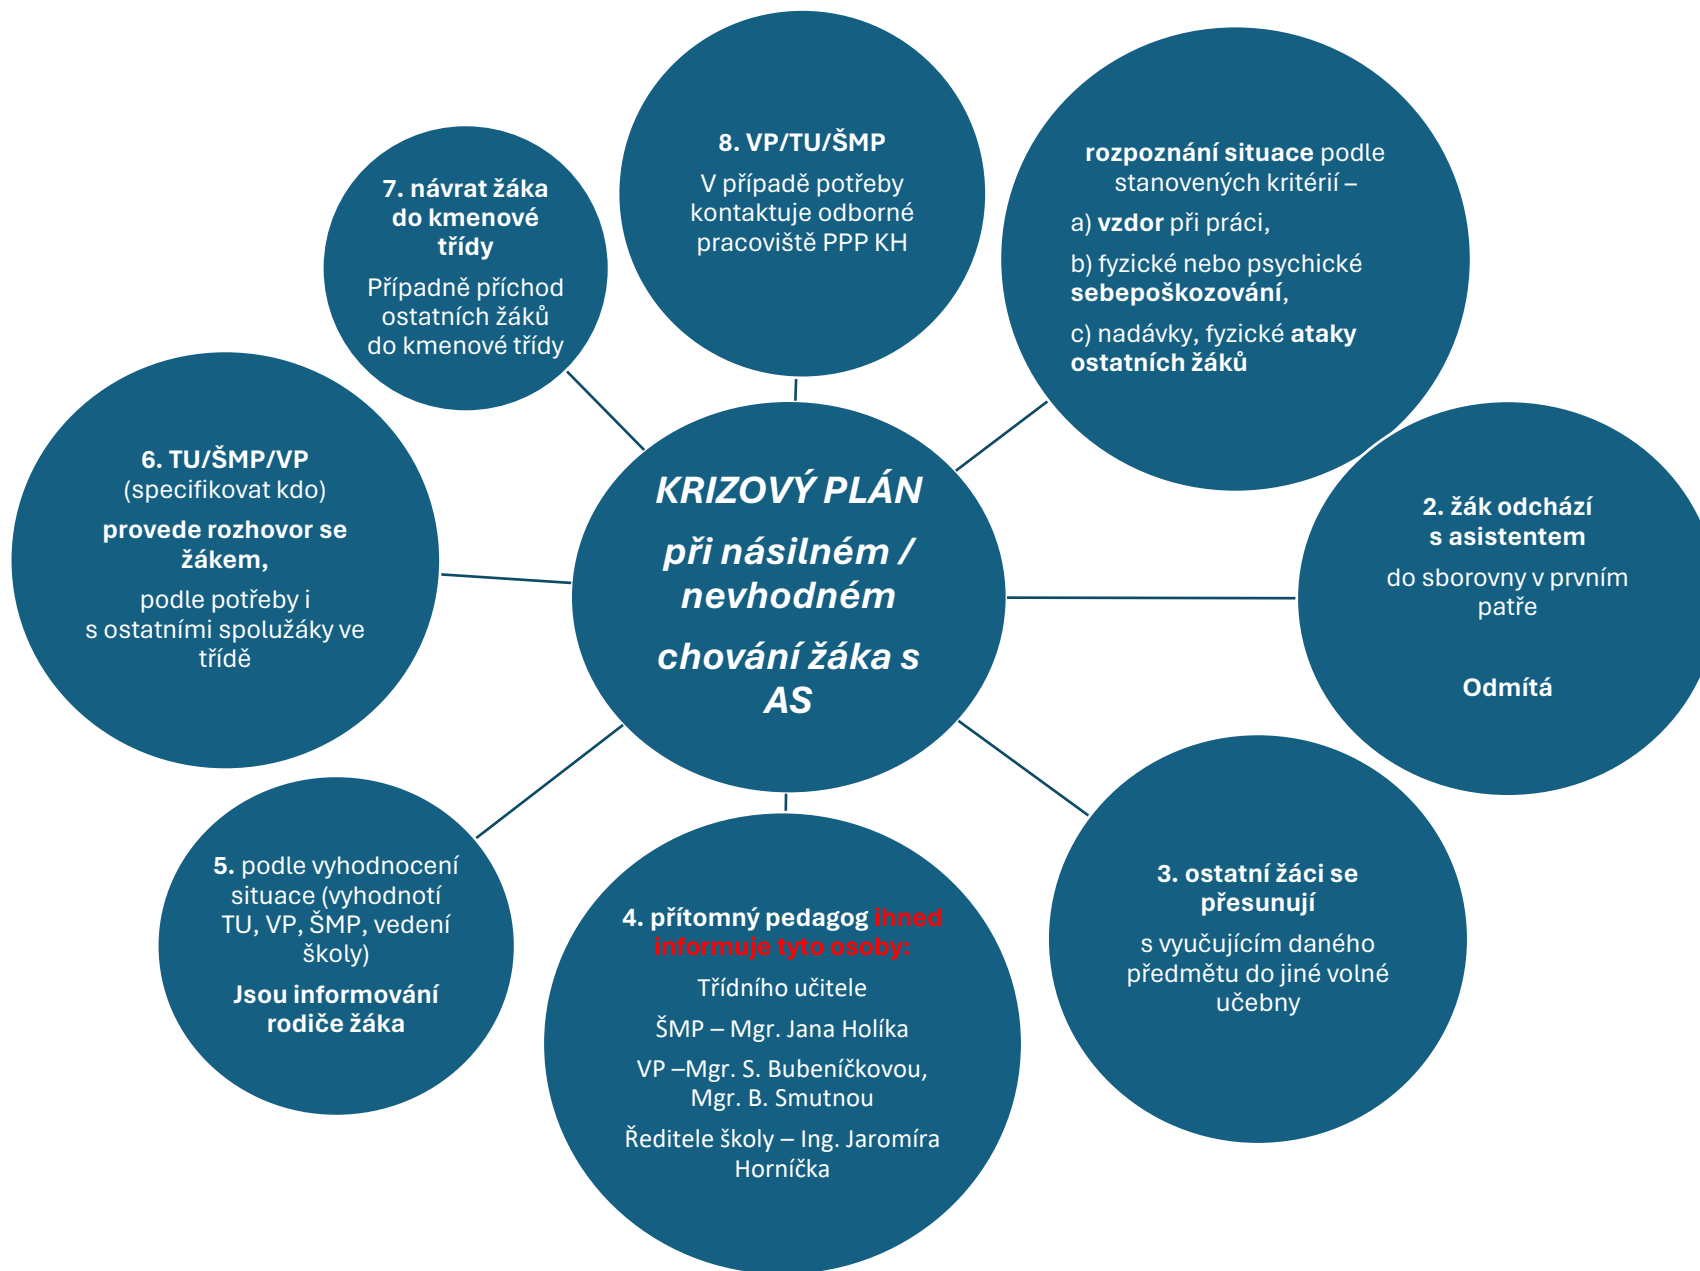 KRIZOVÝ PLÁN
při násilném /
nevhodném
chování žáka s
AS
rozpoznání situace podle
stanovených kritérií –
a) vzdor při práci,
b) fyzické nebo psychické
sebepoškozování,
c) nadávky, fyzické ataky
ostatních žáků
2. žák odchází
s asistentem
do sborovny v prvním
patře
Odmítá
3. ostatní žáci se
přesunují
s vyučujícím daného
předmětu do jiné volné
učebny
4. přítomný pedagog ihned
informuje tyto osoby:
Třídního učitele
ŠMP – Mgr. Jana Holíka
VP –Mgr. S. Bubeníčkovou,
Mgr. B. Smutnou
Ředitele školy – Ing. Jaromíra
Horníčka
5. podle vyhodnocení
situace (vyhodnotí
TU, VP, ŠMP, vedení
školy)
Jsou informování
rodiče žáka
6. TU/ŠMP/VP
(specifikovat kdo)
provede rozhovor se
žákem,
podle potřeby i
s ostatními spolužáky ve
třídě
7. návrat žáka
do kmenové
třídy
Případně příchod
ostatních žáků
do kmenové třídy
8. VP/TU/ŠMP
V případě potřeby
kontaktuje odborné
pracoviště PPP KH